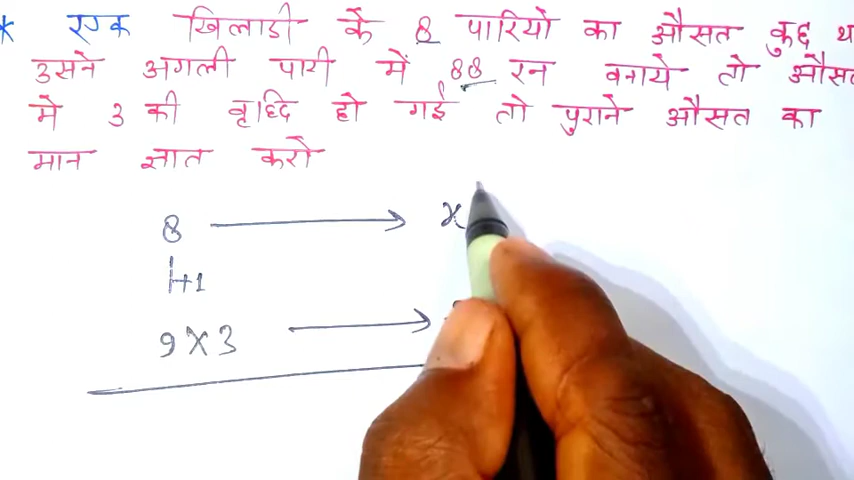 * एक खिलाडी के 8 पारियो का औसत कुछ था
उसने अगली पारी में 88 रन बनाये तो औसत
मे 3 की वृध्दि हो गई तो पुराने औसत का
मान ज्ञात करो
8 → x
+1
9 X 3 →